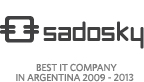 sadosky
BEST IT COMPANY
IN ARGENTINA 2009 - 2013